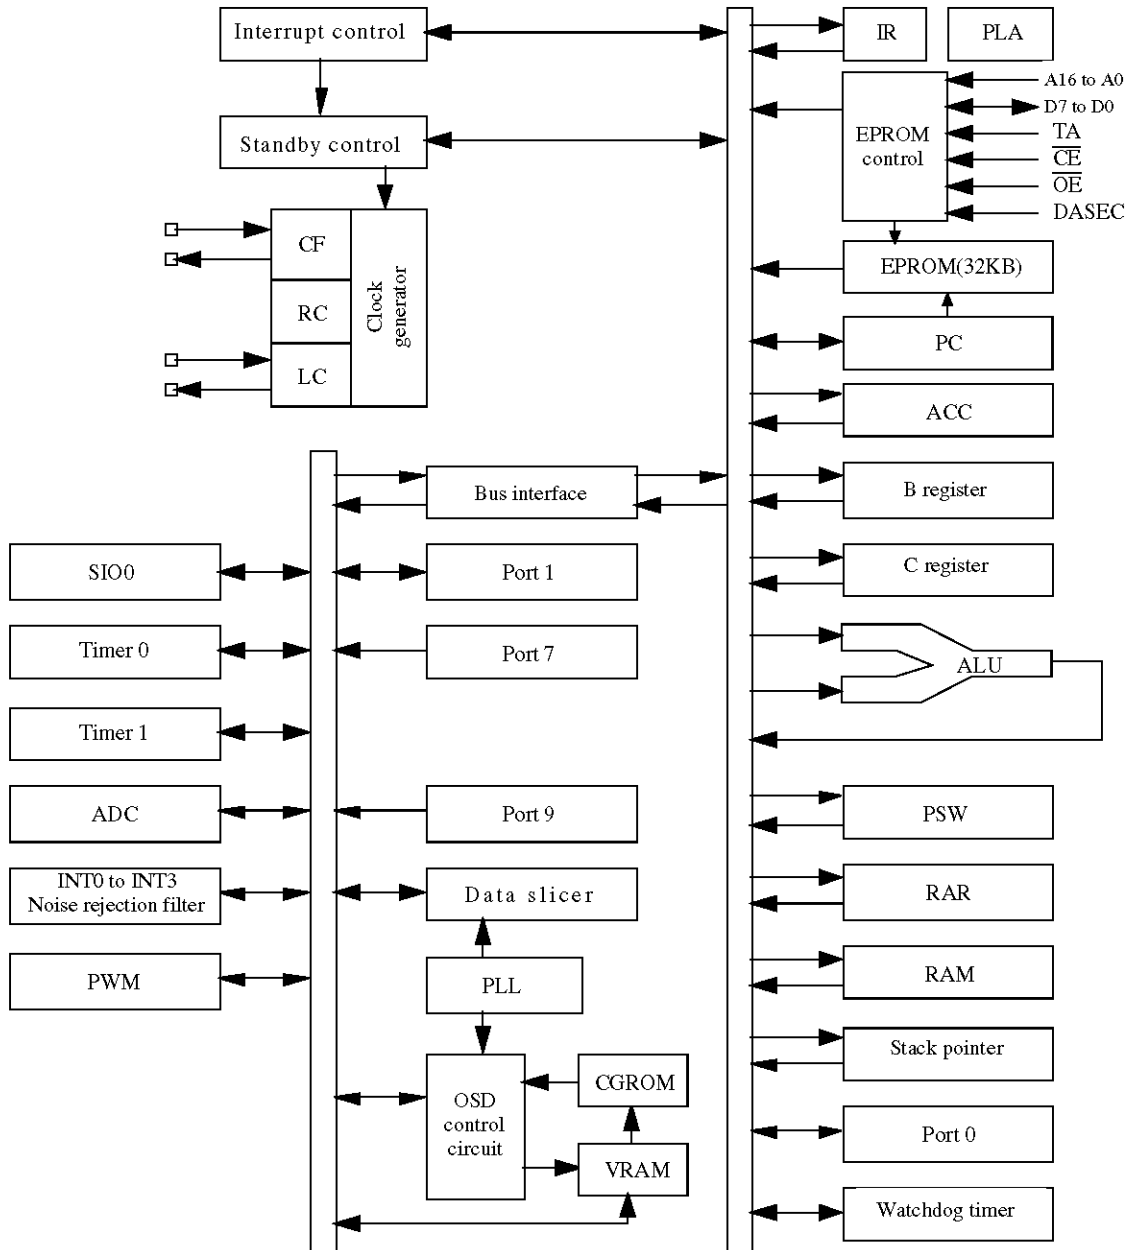 Interrupt control
IR
PLA
A16 to A0
D7 to D0
TA
CE
OE
DASEC
EPROM
control
Standby control
CF
RC
LC
Clock
generator
EPROM(32KB)
PC
ACC
Bus interface
B register
SIO0
Port 1
C register
Timer 0
Port 7
ALU
Timer 1
ADC
Port 9
PSW
INT0 to INT3
Noise rejection filter
Data slicer
RAR
PWM
PLL
RAM
Stack pointer
OSD
control
circuit
CGROM
VRAM
Port 0
Watchdog timer